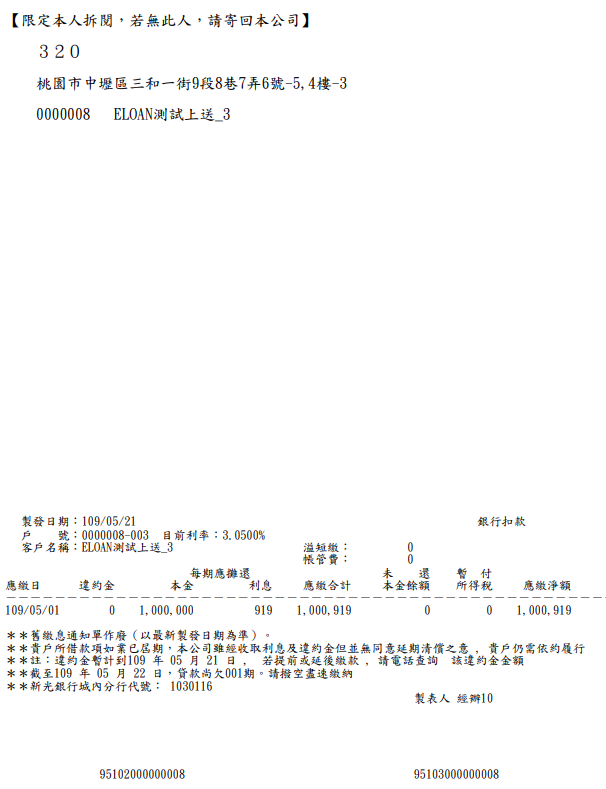 【限定本人拆閱，若無此人，請寄回本公司】
３２０
桃園市中壢區三和一街9段8巷7弄6號-5,4樓-3
0000008 ELOAN測試上送_3
製發日期：109/05/21 銀行扣款
戶 號：0000008-003 目前利率：3.0500%
客戶名稱：ELOAN測試上送_3 溢短繳： 0
帳管費： 0
每期應攤還 未 還 暫 付
應繳日 違約金 本金 利息 應繳合計 本金餘額 所得稅 應繳淨額
109/05/01 0 1,000,000 919 1,000,919 0 0 1,000,919
＊＊舊繳息通知單作廢（以最新製發日期為準）。
＊＊貴戶所借款項如業已屆期，本公司雖經收取利息及違約金但並無同意延期清償之意 , 貴戶仍需依約履行
＊＊註：違約金暫計到109 年 05 月 21 日 , 若提前或延後繳款 , 請電話查詢 該違約金金額
＊＊截至109 年 05 月 22 日，貸款尚欠001期。請撥空盡速繳納
＊＊新光銀行城內分行代號： 1030116
製表人 經辦10
95102000000008 95103000000008